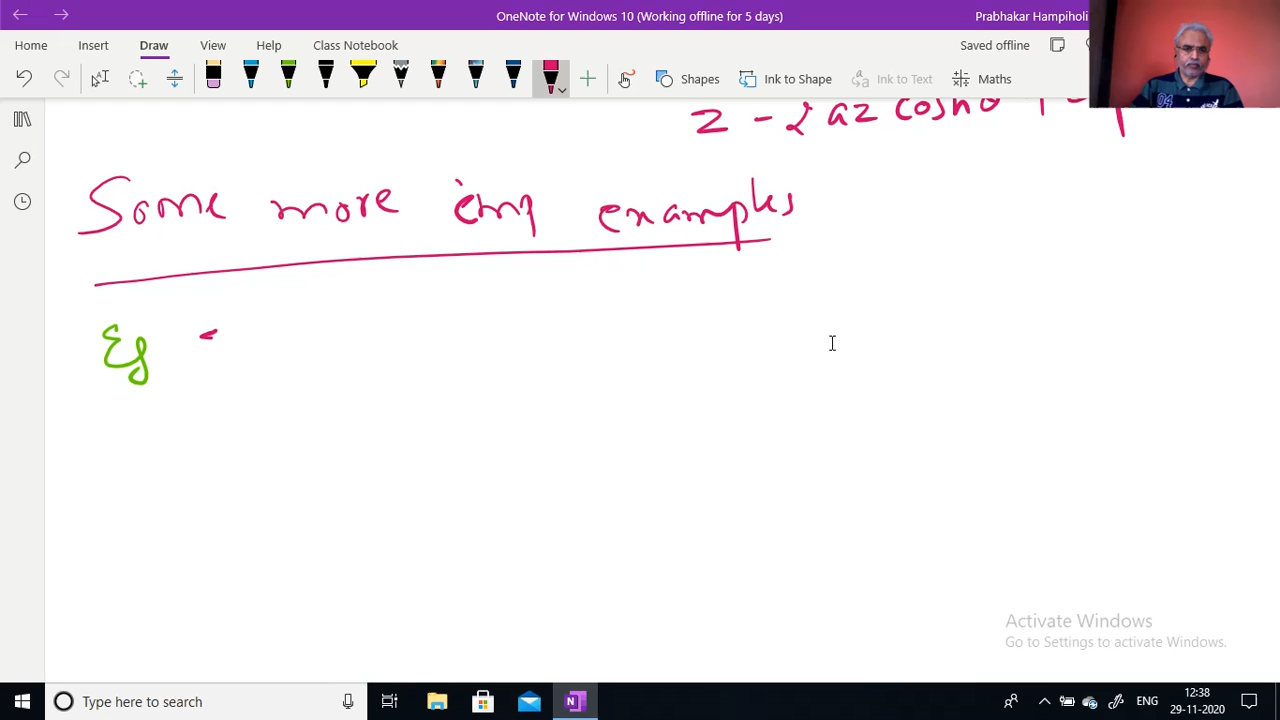 OneNote for Windows 10 (Working offline for 5 days)
Prabhakar Hampiholi
Home Insert Draw View Help Class Notebook
Saved offline
Shapes Ink to Shape Ink to Text Maths
z - 2az cosh
Some more imp examples
Eg
Activate Windows
Go to Settings to activate Windows.
Type here to search
ENG
12:38
29-11-2020